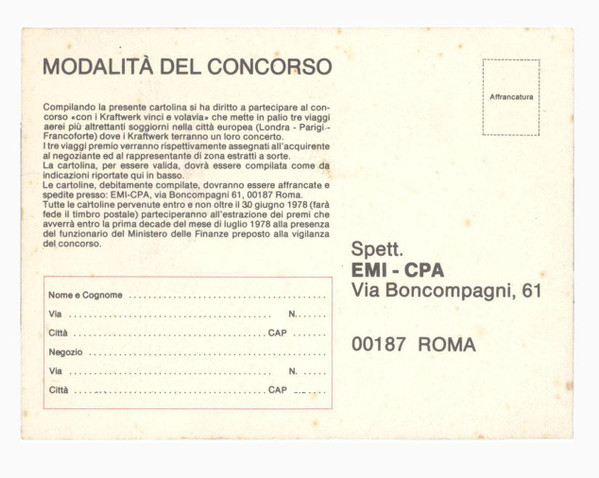 MODALITÀ DEL CONCORSO
Affrancatura
Compilando la presente cartolina si ha diritto a partecipare al con-
corso «con i Kraftwerk vinci e volavia» che mette in palio tre viaggi
aerei più altrettanti soggiorni nella città europea (Londra - Parigi -
Francoforte) dove i Kraftwerk terranno un loro concerto.
I tre viaggi premio verranno rispettivamente assegnati all'acquirente
al negoziante ed al rappresentante di zona estratti a sorte.
La cartolina, per essere valida, dovrà essere compilata come da
indicazioni riportate qui in basso.
Le cartoline, debitamente compilate, dovranno essere affrancate e
spedite presso: EMI-CPA, via Boncompagni 61, 00187 Roma.
Tutte le cartoline pervenute entro e non oltre il 30 giugno 1978 (farà
fede il timbro postale) parteciperanno all'estrazione dei premi che
avverrà entro la prima decade del mese di luglio 1978 alla presenza
del funzionario del Ministero delle Finanze preposto alla vigilanza
del concorso.
Nome e Cognome
Via N.
Città CAP
Negozio
Via N.
Città CAP
Spett.
EMI - CPA
Via Boncompagni, 61
00187 ROMA